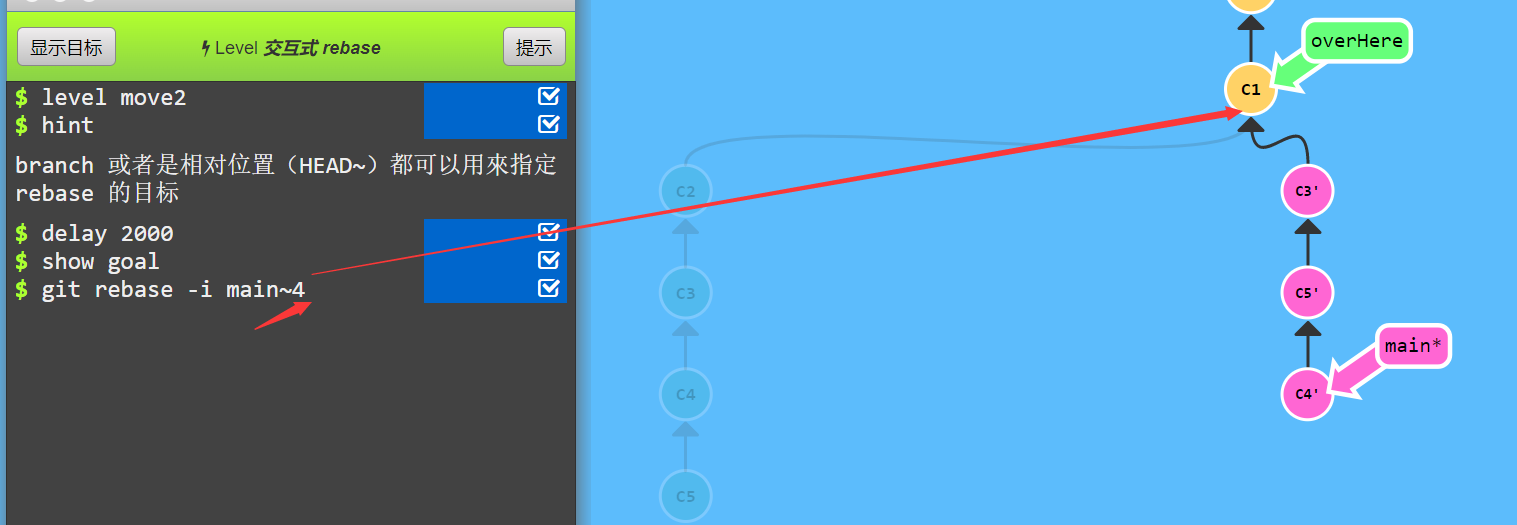 显示目标
Level 交互式 rebase
提示
$ level move2
$ hint
branch 或者是相对位置（HEAD~）都可以用來指定
rebase 的目标
$ delay 2000
$ show goal
$ git rebase -i main~4
overHere
C1
C2
C3'
C3
C5'
main*
C4
C4'
C5